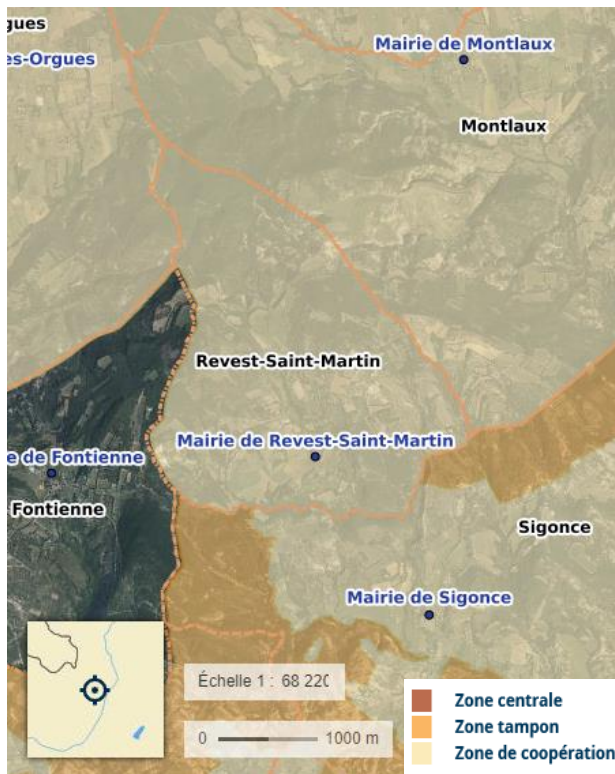 gues
es-Orgues
Mairie de Montlaux
Montlaux
Revest-Saint-Martin
e de Fontienne
Mairie de Revest-Saint-Martin
Fontienne
Sigonce
Mairie de Sigonce
Échelle 1 : 68 220
0 1000 m
Zone centrale
Zone tampon
Zone de coopération